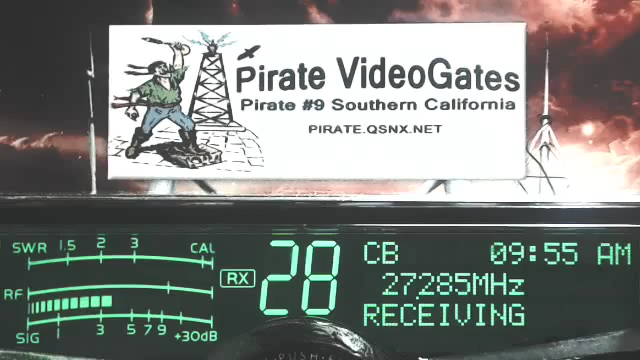 Pirate VideoGates
Pirate #9 Southern California
PIRATE.QSNX.NET
SWR 1.5 2 3 CAL
RF
SIG 1 3 5 7 9 +30dB
RX
28
CB 09:55 AM
27285MHz
RECEIVING
PUSH